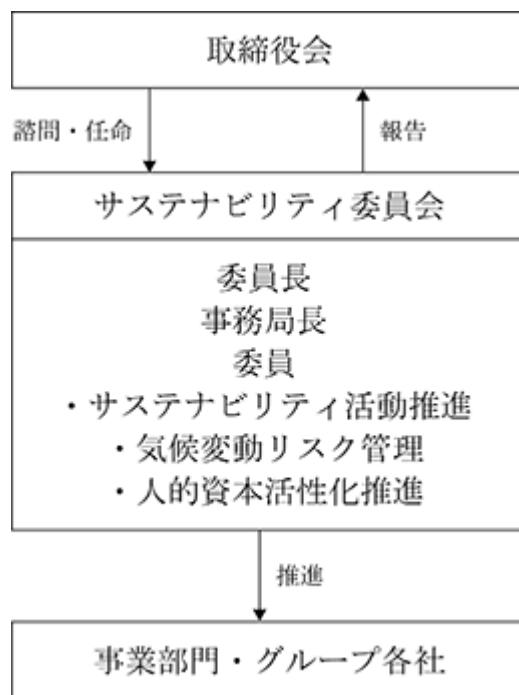 取締役会
諮問・任命
報告
サステナビリティ委員会
委員長
事務局長
委員
・サステナビリティ活動推進
・気候変動リスク管理
・人的資本活性化推進
推進
事業部門・グループ各社